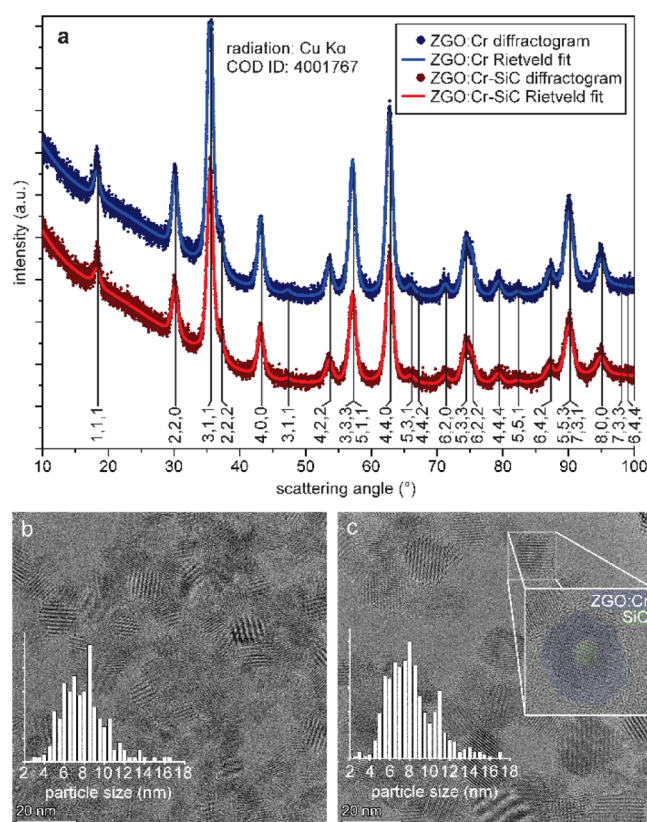 a
radiation: Cu Kα
COD ID: 4001767
ZGO:Cr diffractogram
ZGO:Cr Rietveld fit
ZGO:Cr-SiC diffractogram
ZGO:Cr-SiC Rietveld fit
intensity (a.u.)
1,1,1
2,2,0
3,1,1
2,2,2
4,0,0
3,1,1
4,2,2
3,3,3
5,1,1
4,4,0
5,3,1
4,4,2
6,2,0
5,3,3
6,2,2
4,4,4
5,5,1
6,4,2
5,5,3
7,3,1
8,0,0
7,3,3
6,4,4
10 20 30 40 50 60 70 80 90 100
scattering angle (°)
b
2 4 6 8 10 12 14 16 18
particle size (nm)
20 nm
c
ZGO:Cr
SiC
2 4 6 8 10 12 14 16 18
particle size (nm)
20 nm